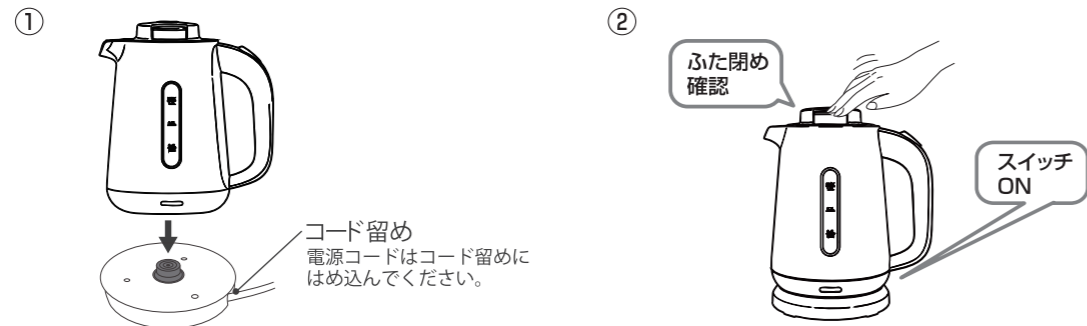 ①
コード留め
電源コードはコード留めに
はめ込んでください。
②
ふた閉め
確認
スイッチ
ON